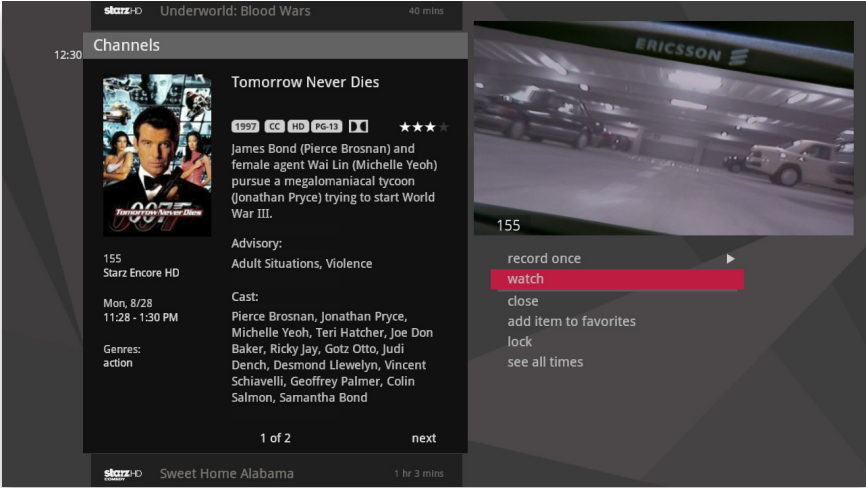 starz HD Underworld: Blood Wars 40 mins
12:30
Channels
Tomorrow Never Dies
1997 CC HD PG-13
James Bond (Pierce Brosnan) and
female agent Wai Lin (Michelle Yeoh)
pursue a megalomaniacal tycoon
(Jonathan Pryce) trying to start World
War III.
Advisory:
Adult Situations, Violence
Cast:
Pierce Brosnan, Jonathan Pryce,
Michelle Yeoh, Teri Hatcher, Joe Don
Baker, Ricky Jay, Gotz Otto, Judi
Dench, Desmond Llewelyn, Vincent
Schiavelli, Geoffrey Palmer, Colin
Salmon, Samantha Bond
1 of 2 next
007
Tomorrow Never Dies
155
Starz Encore HD
Mon, 8/28
11:28 - 1:30 PM
Genres:
action
ERICSSON
155
record once
watch
close
add item to favorites
lock
see all times
starz HD COMEDY Sweet Home Alabama 1 hr 3 mins